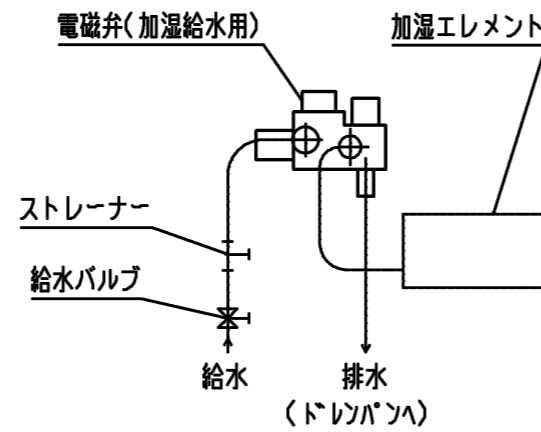 電磁弁(加湿給水用)
加湿エレメント
ストレーナー
給水バルブ
給水
排水
(ドレンパンへ)